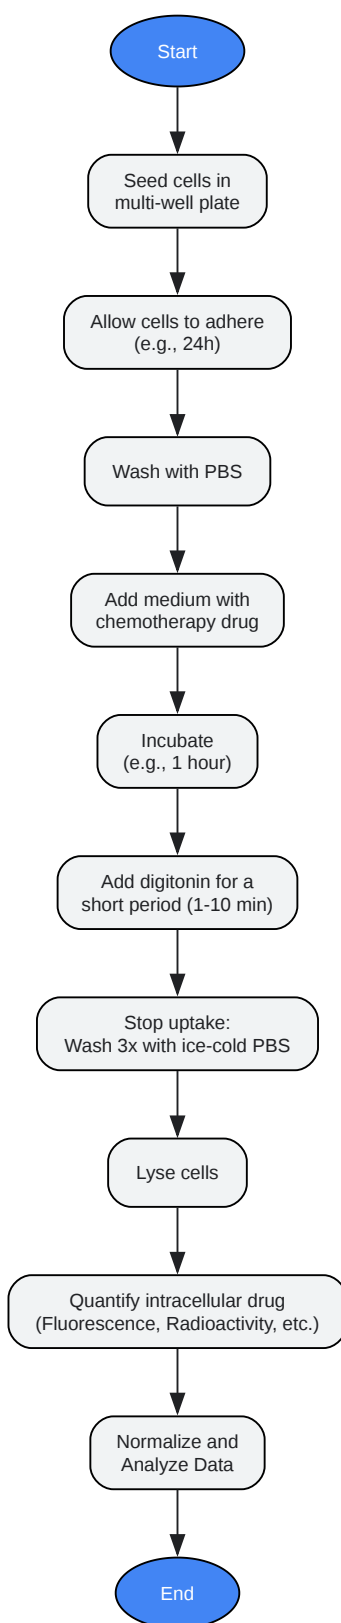 Start
Seed cells in
multi-well plate
Allow cells to adhere
(e.g., 24h)
Wash with PBS
Add medium with
chemotherapy drug
Incubate
(e.g., 1 hour)
Add digitonin for a
short period (1-10 min)
Stop uptake:
Wash 3x with ice-cold PBS
Lyse cells
Quantify intracellular drug
(Fluorescence, Radioactivity, etc.)
Normalize and
Analyze Data
End